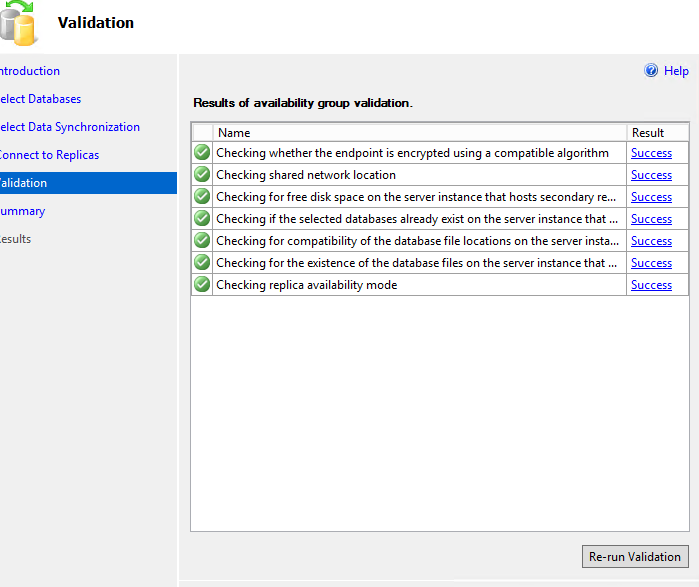 Validation
ntroduction
elect Databases
elect Data Synchronization
onnect to Replicas
alidation
ummary
esults
Help
Results of availability group validation.
Name Result
Checking whether the endpoint is encrypted using a compatible algorithm Success
Checking shared network location Success
Checking for free disk space on the server instance that hosts secondary re... Success
Checking if the selected databases already exist on the server instance that ... Success
Checking for compatibility of the database file locations on the server insta... Success
Checking for the existence of the database files on the server instance that ... Success
Checking replica availability mode Success
Re-run Validation